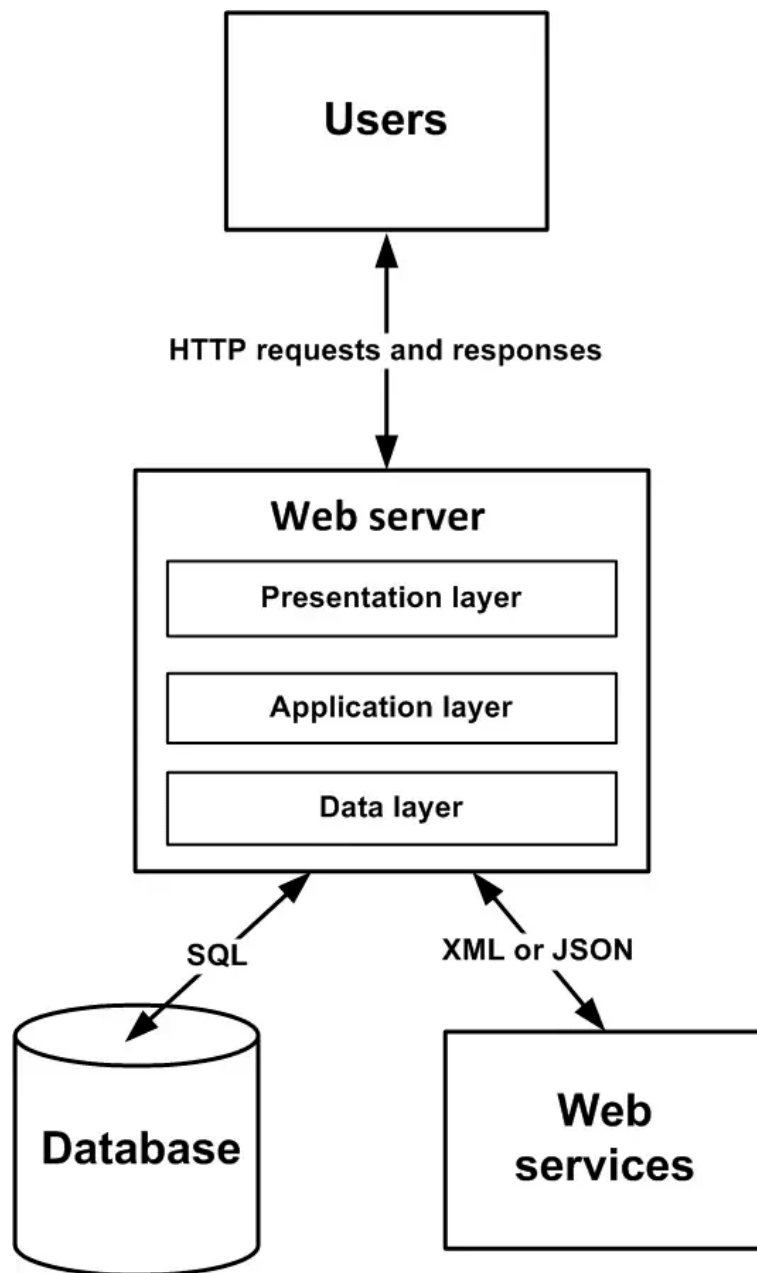 Users
HTTP requests and responses
Web server
Presentation layer
Application layer
Data layer
SQL
XML or JSON
Database
Web
services